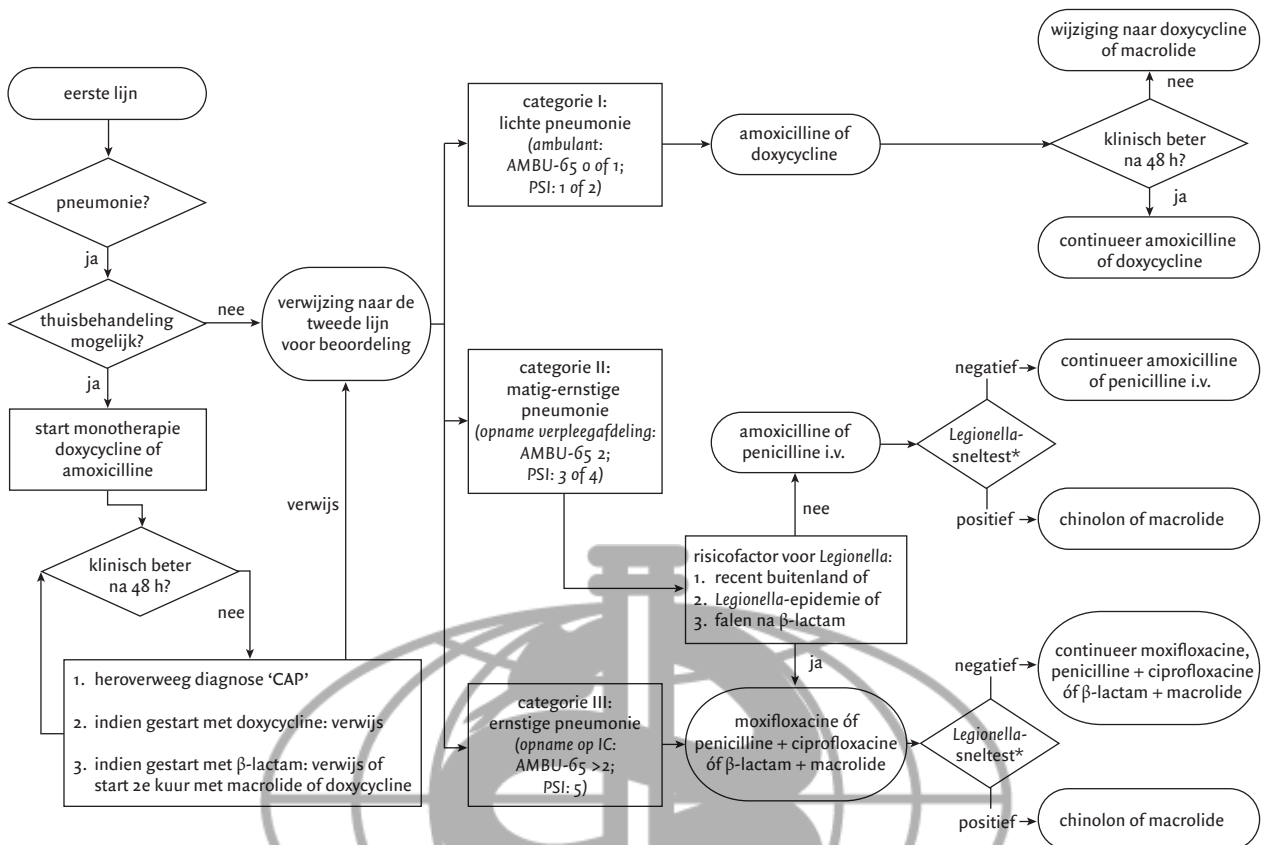 eerste lijn
pneumonie?
ja
thuisbehandeling
mogelijk?
nee
ja
start monotherapie
doxycycline of
amoxicilline
klinisch beter
na 48 h?
nee
1. heroverweeg diagnose ‘CAP’
2. indien gestart met doxycycline: verwijs
3. indien gestart met β-lactam: verwijs of
start 2e kuur met macrolide of doxycycline
verwijs
verwijzing naar de
tweede lijn
voor beoordeling
categorie I:
lichte pneumonie
(ambulant:
AMBU-65 0 of 1;
PSI: 1 of 2)
amoxicilline of
doxycycline
klinisch beter
na 48 h?
nee
wijziging naar doxycycline
of macrolide
ja
continueer amoxicilline
of doxycycline
categorie II:
matig-ernstige
pneumonie
(opname verpleegafdeling:
AMBU-65 2;
PSI: 3 of 4)
risicofactor voor Legionella:
1. recent buitenland of
2. Legionella-epidemie of
3. falen na β-lactam
nee
amoxicilline of
penicilline i.v.
Legionella-
sneltest*
negatief
continueer amoxicilline
of penicilline i.v.
positief
chinolon of macrolide
ja
categorie III:
ernstige pneumonie
(opname op IC:
AMBU-65 >2;
PSI: 5)
moxifloxacine óf
penicilline + ciprofloxacine
óf β-lactam + macrolide
Legionella-
sneltest*
negatief
continueer moxifloxacine,
penicilline + ciprofloxacine
óf β-lactam + macrolide
positief
chinolon of macrolide